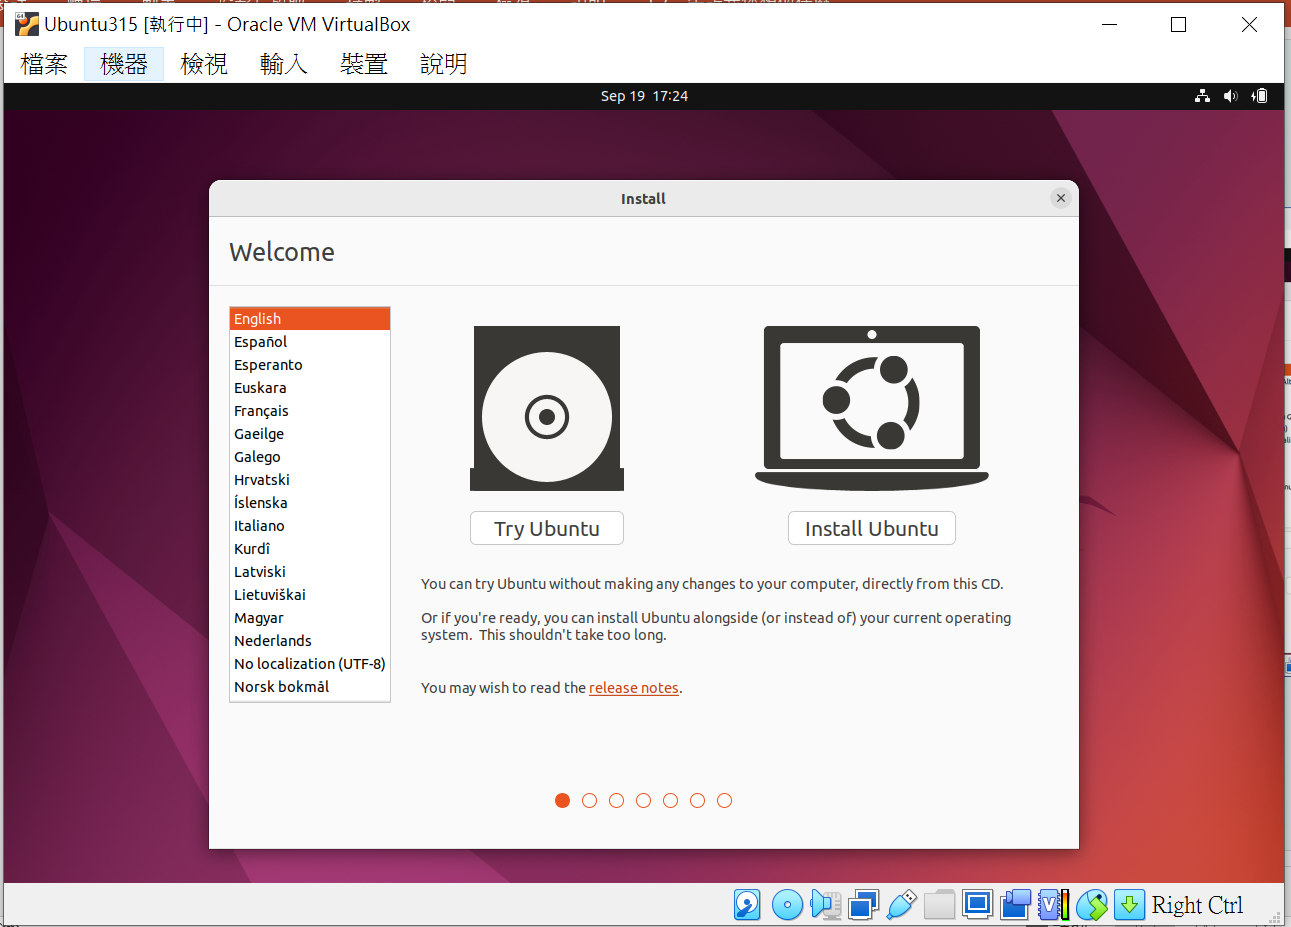 Ubuntu315 [執行中] - Oracle VM VirtualBox
檔案 機器 檢視 輸入 裝置 說明
Sep 19 17:24
Install
Welcome
English
Español
Esperanto
Euskara
Français
Gaeilge
Galego
Hrvatski
Íslenska
Italiano
Kurdî
Latviski
Lietuviškai
Magyar
Nederlands
No localization (UTF-8)
Norsk bokmål
Try Ubuntu
Install Ubuntu
You can try Ubuntu without making any changes to your computer, directly from this CD.
Or if you're ready, you can install Ubuntu alongside (or instead of) your current operating
system. This shouldn't take too long.
You may wish to read the release notes.
Right Ctrl